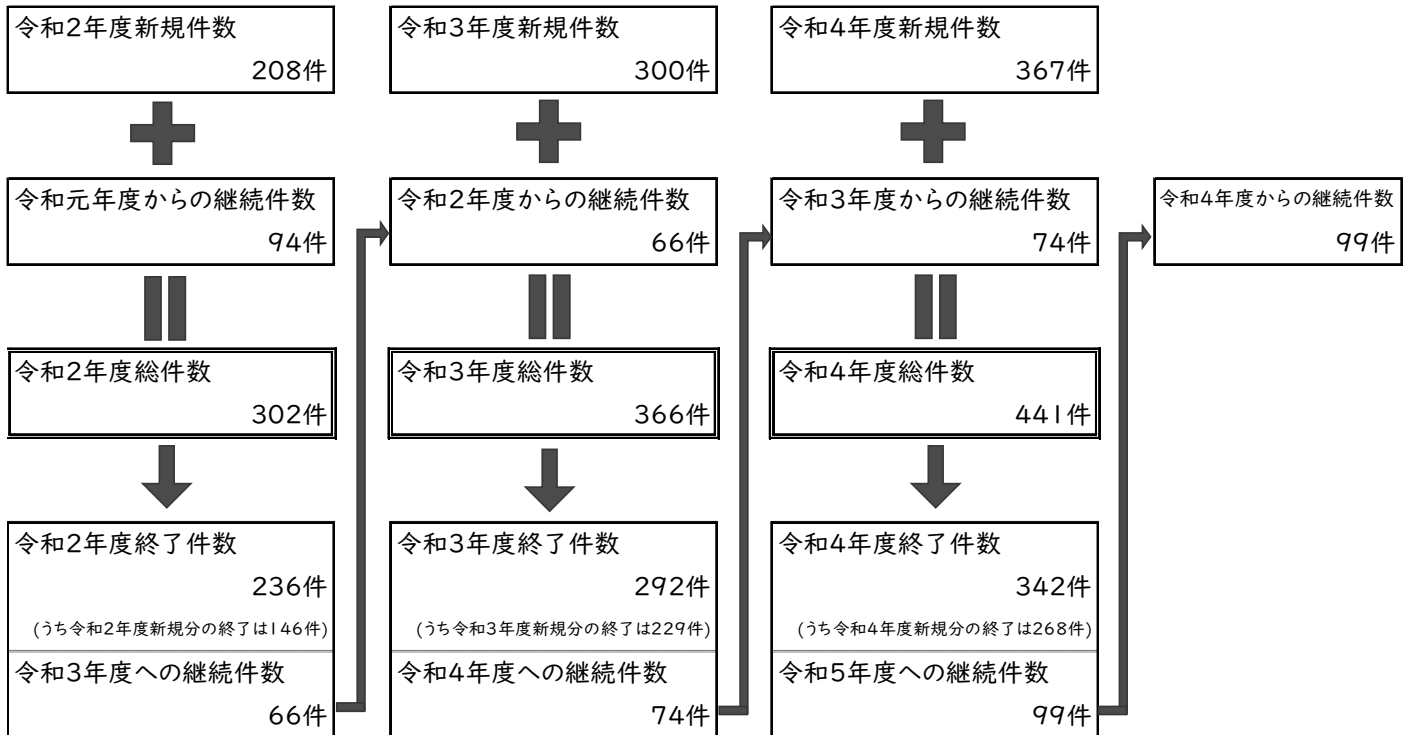 令和2年度新規件数
208件
令和元年度からの継続件数
94件
令和2年度総件数
302件
令和2年度終了件数
236件
(うち令和2年度新規分の終了は146件)
令和3年度への継続件数
66件
令和3年度新規件数
300件
令和2年度からの継続件数
66件
令和3年度総件数
366件
令和3年度終了件数
292件
(うち令和3年度新規分の終了は229件)
令和4年度への継続件数
74件
令和4年度新規件数
367件
令和3年度からの継続件数
74件
令和4年度総件数
441件
令和4年度終了件数
342件
(うち令和4年度新規分の終了は268件)
令和5年度への継続件数
99件
令和4年度からの継続件数
99件